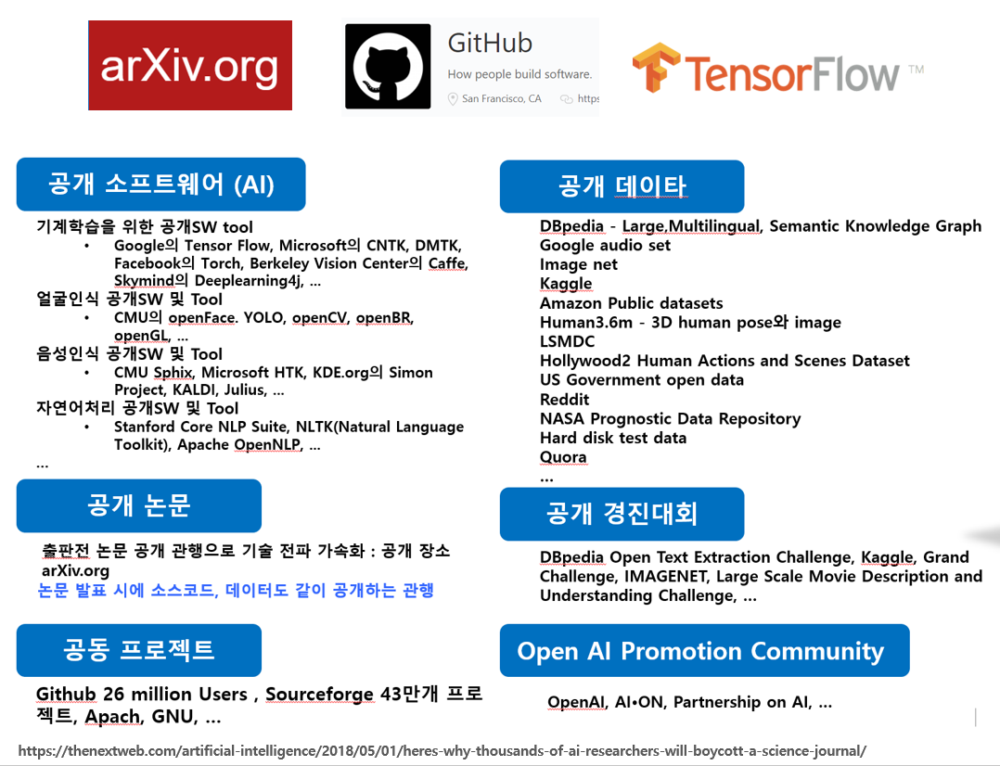 arXiv.org
GitHub
How people build software.
San Francisco, CA https
TensorFlow ™
공개 소프트웨어 (AI)
기계학습을 위한 공개SW tool
• Google의 Tensor Flow, Microsoft의 CNTK, DMTK,
Facebook의 Torch, Berkeley Vision Center의 Caffe,
Skymind의 Deeplearning4j, ...
얼굴인식 공개SW 및 Tool
• CMU의 openFace. YOLO, openCV, openBR,
openGL, ...
음성인식 공개SW 및 Tool
• CMU Sphix, Microsoft HTK, KDE.org의 Simon
Project, KALDI, Julius, ...
자연어처리 공개SW 및 Tool
• Stanford Core NLP Suite, NLTK(Natural Language
Toolkit), Apache OpenNLP, ...
...
공개 논문
출판전 논문 공개 관행으로 기술 전파 가속화 : 공개 장소
arXiv.org
논문 발표 시에 소스코드, 데이터도 같이 공개하는 관행
공동 프로젝트
Github 26 million Users , Sourceforge 43만개 프로
젝트, Apach, GNU, ...
공개 데이타
DBpedia - Large,Multilingual, Semantic Knowledge Graph
Google audio set
Image net
Kaggle
Amazon Public datasets
Human3.6m - 3D human pose와 image
LSMDC
Hollywood2 Human Actions and Scenes Dataset
US Government open data
Reddit
NASA Prognostic Data Repository
Hard disk test data
Quora
...
공개 경진대회
DBpedia Open Text Extraction Challenge, Kaggle, Grand
Challenge, IMAGENET, Large Scale Movie Description and
Understanding Challenge, ...
Open AI Promotion Community
OpenAI, AI•ON, Partnership on AI, ...
https://thenextweb.com/artificial-intelligence/2018/05/01/heres-why-thousands-of-ai-researchers-will-boycott-a-science-journal/